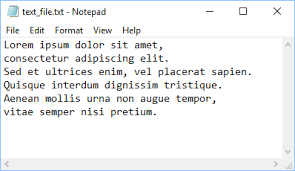 text_file.txt - Notepad
File Edit Format View Help
Lorem ipsum dolor sit amet,
consectetur adipiscing elit.
Sed et ultrices enim, vel placerat sapien.
Quisque interdum dignissim tristique.
Aenean mollis urna non augue tempor,
vitae semper nisi pretium.